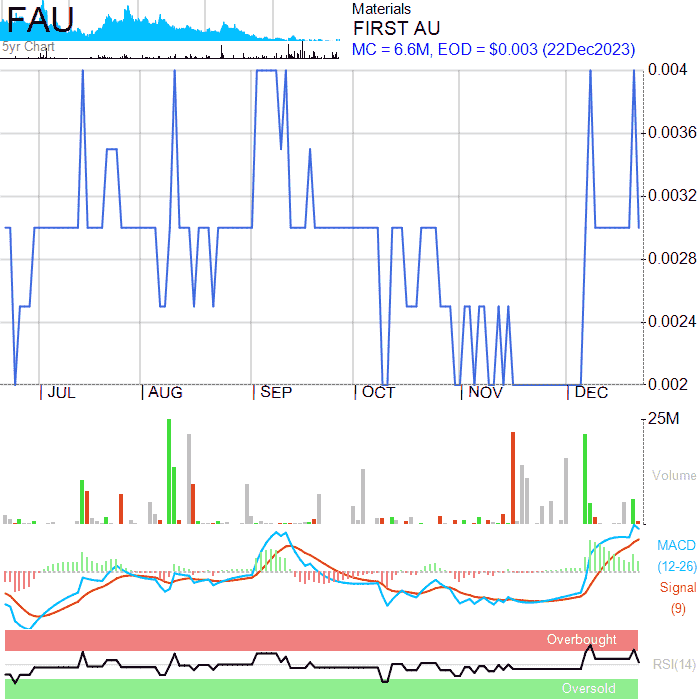 FAU
5yr Chart
Materials
FIRST AU
MC = 6.6M, EOD = $0.003 (22Dec2023)
0.004
0.0036
0.0032
0.0028
0.0024
0.002
JUL AUG SEP OCT NOV DEC
25M
Volume
MACD
(12-26)
Signal
(9)
Overbought
RSI(14)
Oversold